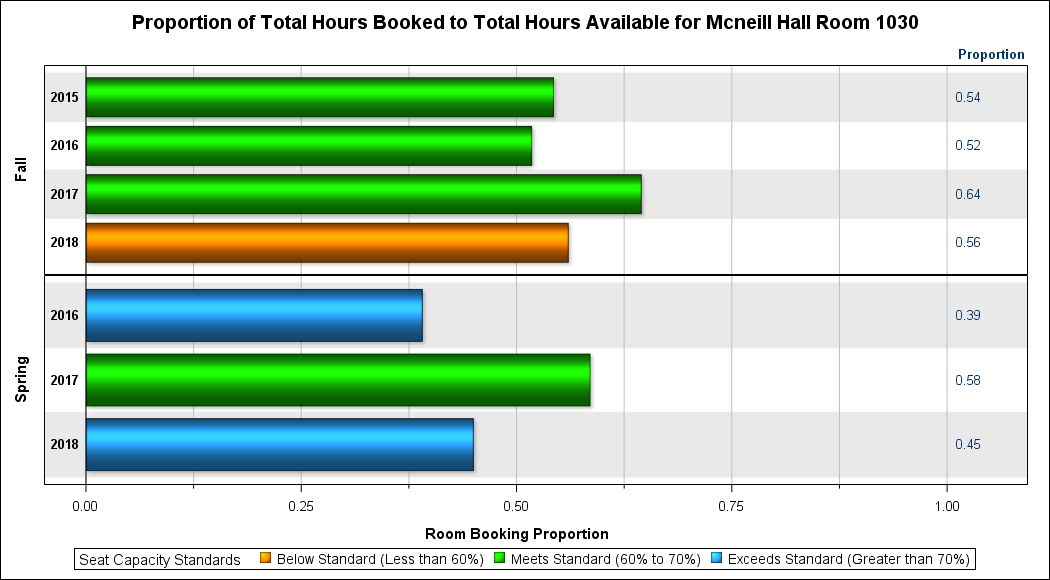 Proportion of Total Hours Booked to Total Hours Available for Mcneill Hall Room 1030
Proportion
Fall
2015 0.54
2016 0.52
2017 0.64
2018 0.56
Spring
2016 0.39
2017 0.58
2018 0.45
0.00 0.25 0.50 0.75 1.00
Room Booking Proportion
Seat Capacity Standards Below Standard (Less than 60%) Meets Standard (60% to 70%) Exceeds Standard (Greater than 70%)